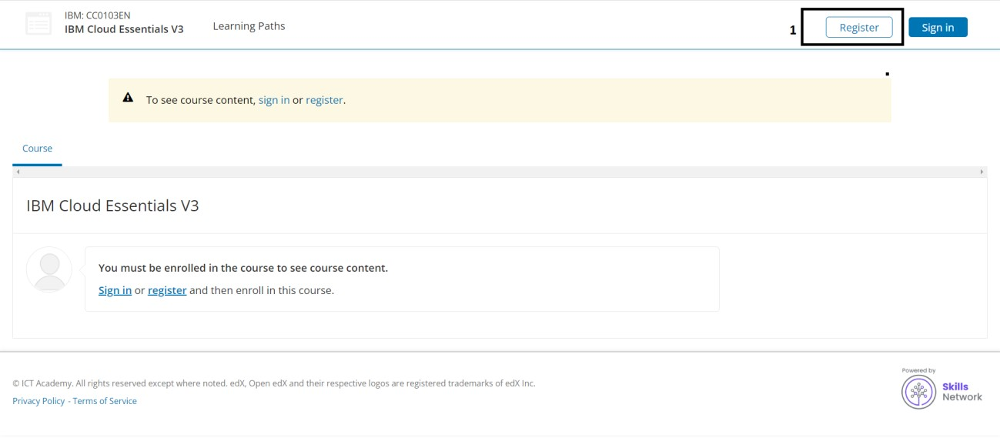 IBM: CC0103EN
IBM Cloud Essentials V3
Learning Paths
1
Register
Sign in
To see course content, sign in or register.
Course
IBM Cloud Essentials V3
You must be enrolled in the course to see course content.
Sign in or register and then enroll in this course.
© ICT Academy. All rights reserved except where noted. edX, Open edX and their respective logos are registered trademarks of edX Inc.
Privacy Policy - Terms of Service
Powered by
Skills
Network